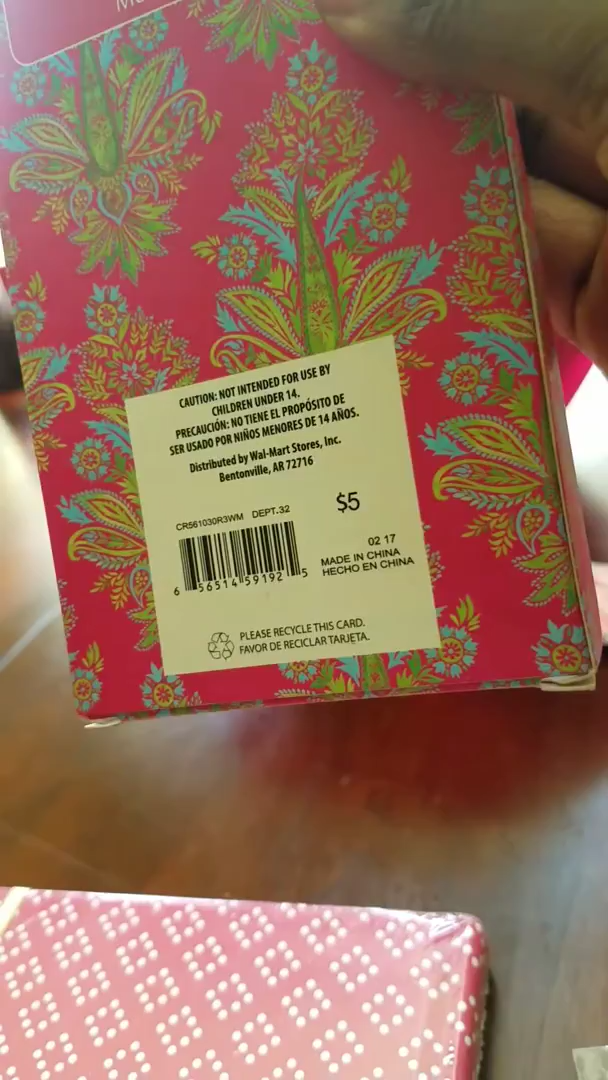 CAUTION: NOT INTENDED FOR USE BY
CHILDREN UNDER 14.
PRECAUCIÓN: NO TIENE EL PROPÓSITO DE
SER USADO POR NIÑOS MENORES DE 14 AÑOS.
Distributed by Wal-Mart Stores, Inc.
Bentonville, AR 72716
$5
CR561030R3WM DEPT.32
6 56514 59192 5
02 17
MADE IN CHINA
HECHO EN CHINA
PLEASE RECYCLE THIS CARD.
FAVOR DE RECICLAR TARJETA.